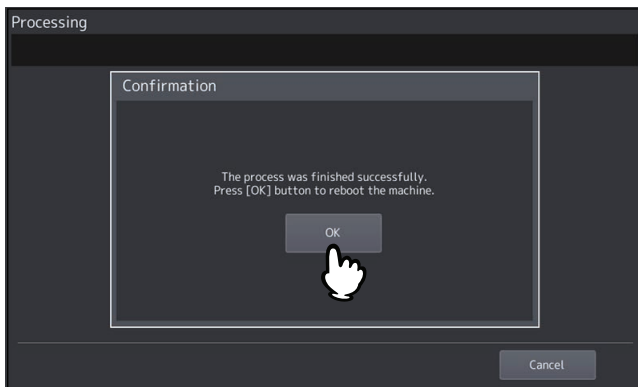 Processing
Confirmation
The process was finished successfully.
Press [OK] button to reboot the machine.
OK
Cancel